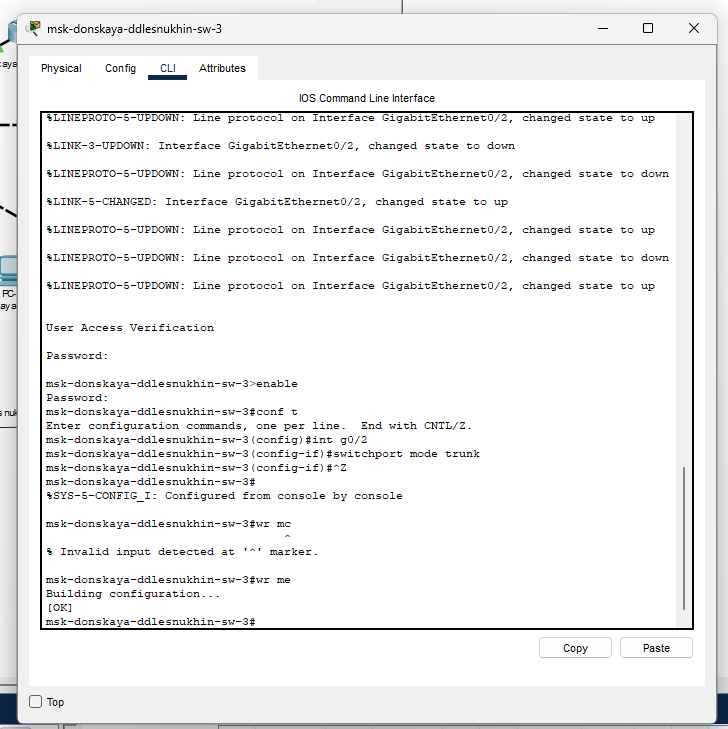 msk-donskaya-ddlesnukhin-sw-3
Physical Config CLI Attributes
IOS Command Line Interface
%LINEPROTO-5-UPDOWN: Line protocol on Interface GigabitEthernet0/2, changed state to up
%LINK-3-UPDOWN: Interface GigabitEthernet0/2, changed state to down
%LINEPROTO-5-UPDOWN: Line protocol on Interface GigabitEthernet0/2, changed state to down
%LINK-5-CHANGED: Interface GigabitEthernet0/2, changed state to up
%LINEPROTO-5-UPDOWN: Line protocol on Interface GigabitEthernet0/2, changed state to up
%LINEPROTO-5-UPDOWN: Line protocol on Interface GigabitEthernet0/2, changed state to down
%LINEPROTO-5-UPDOWN: Line protocol on Interface GigabitEthernet0/2, changed state to up
User Access Verification
Password:
msk-donskaya-ddlesnukhin-sw-3>enable
Password:
msk-donskaya-ddlesnukhin-sw-3#conf t
Enter configuration commands, one per line.  End with CNTL/Z.
msk-donskaya-ddlesnukhin-sw-3(config)#int g0/2
msk-donskaya-ddlesnukhin-sw-3(config-if)#switchport mode trunk
msk-donskaya-ddlesnukhin-sw-3(config-if)#^Z
msk-donskaya-ddlesnukhin-sw-3#
%SYS-5-CONFIG_I: Configured from console by console
msk-donskaya-ddlesnukhin-sw-3#wr mc
^
% Invalid input detected at '^' marker.
msk-donskaya-ddlesnukhin-sw-3#wr me
Building configuration...
[OK]
msk-donskaya-ddlesnukhin-sw-3#
Copy Paste
Top
PC-